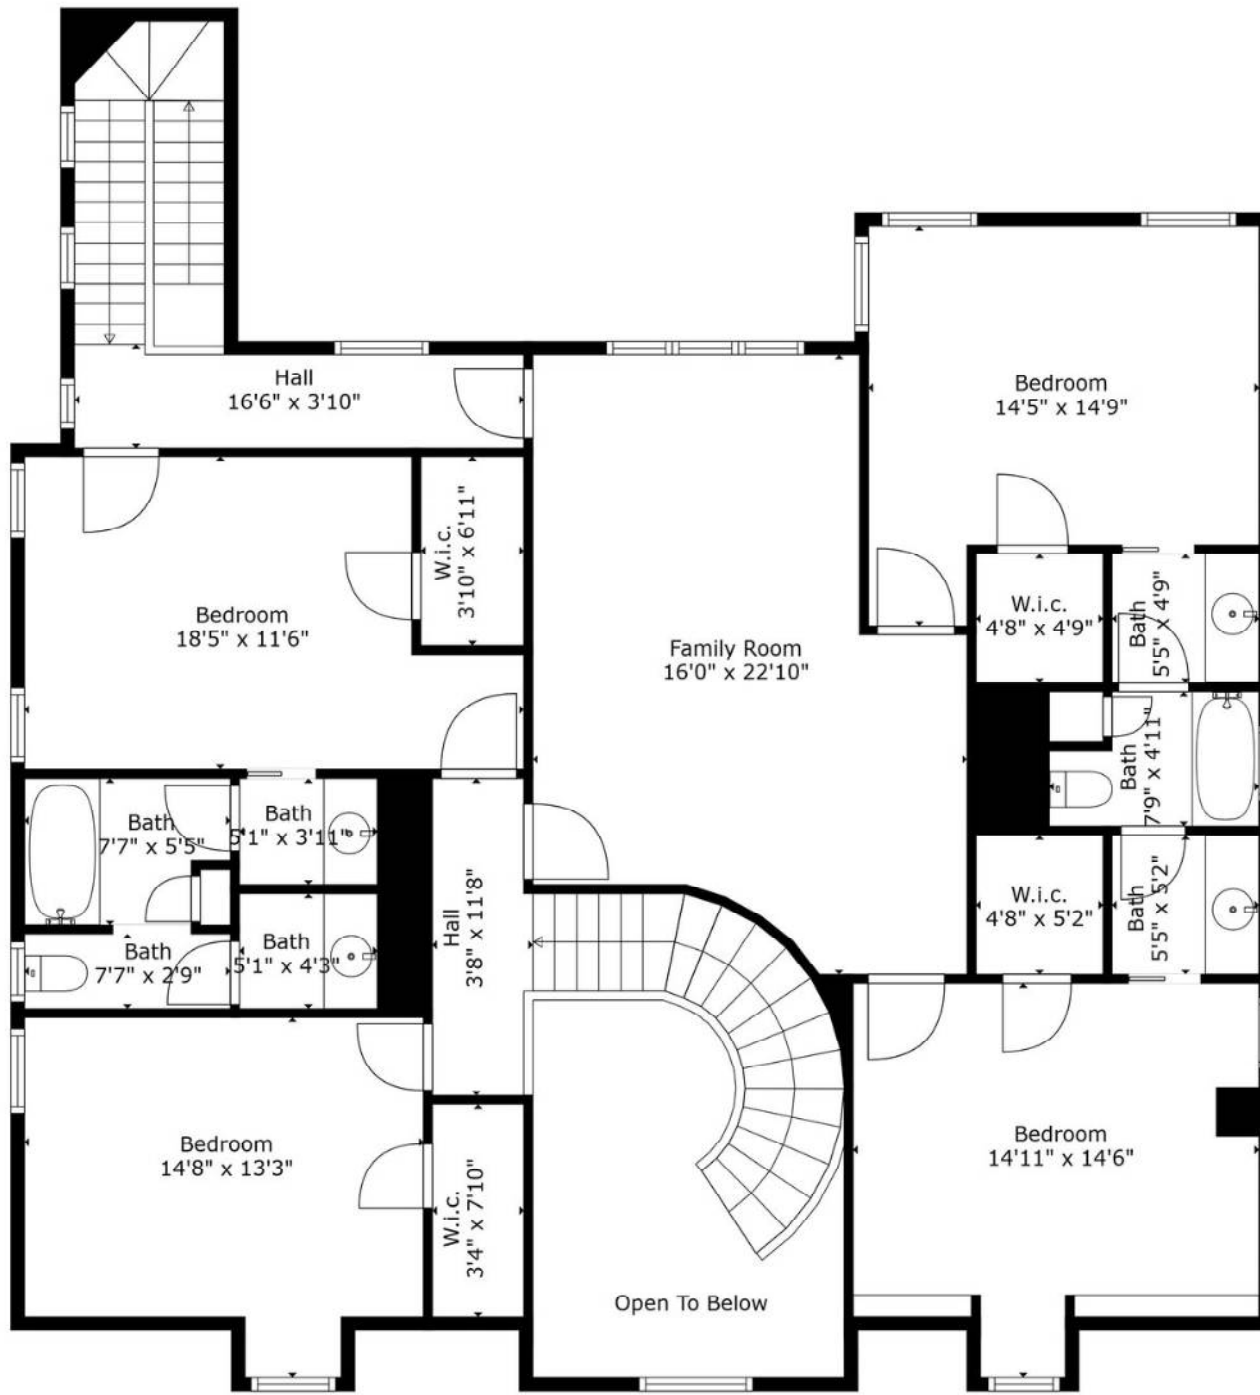 Hall
16'6" x 3'10"
Bedroom
14'5" x 14'9"
W.i.c.
3'10" x 6'11"
Bedroom
18'5" x 11'6"
Family Room
16'0" x 22'10"
W.i.c.
4'8" x 4'9"
Bath
5'5" x 4'9"
Bath
7'9" x 4'11"
Bath
7'7" x 5'5"
Bath
5'1" x 3'11"
Hall
3'8" x 11'8"
W.i.c.
4'8" x 5'2"
Bath
5'5" x 5'2"
Bath
7'7" x 2'9"
Bath
5'1" x 4'3"
Bedroom
14'8" x 13'3"
W.i.c.
3'4" x 7'10"
Bedroom
14'11" x 14'6"
Open To Below